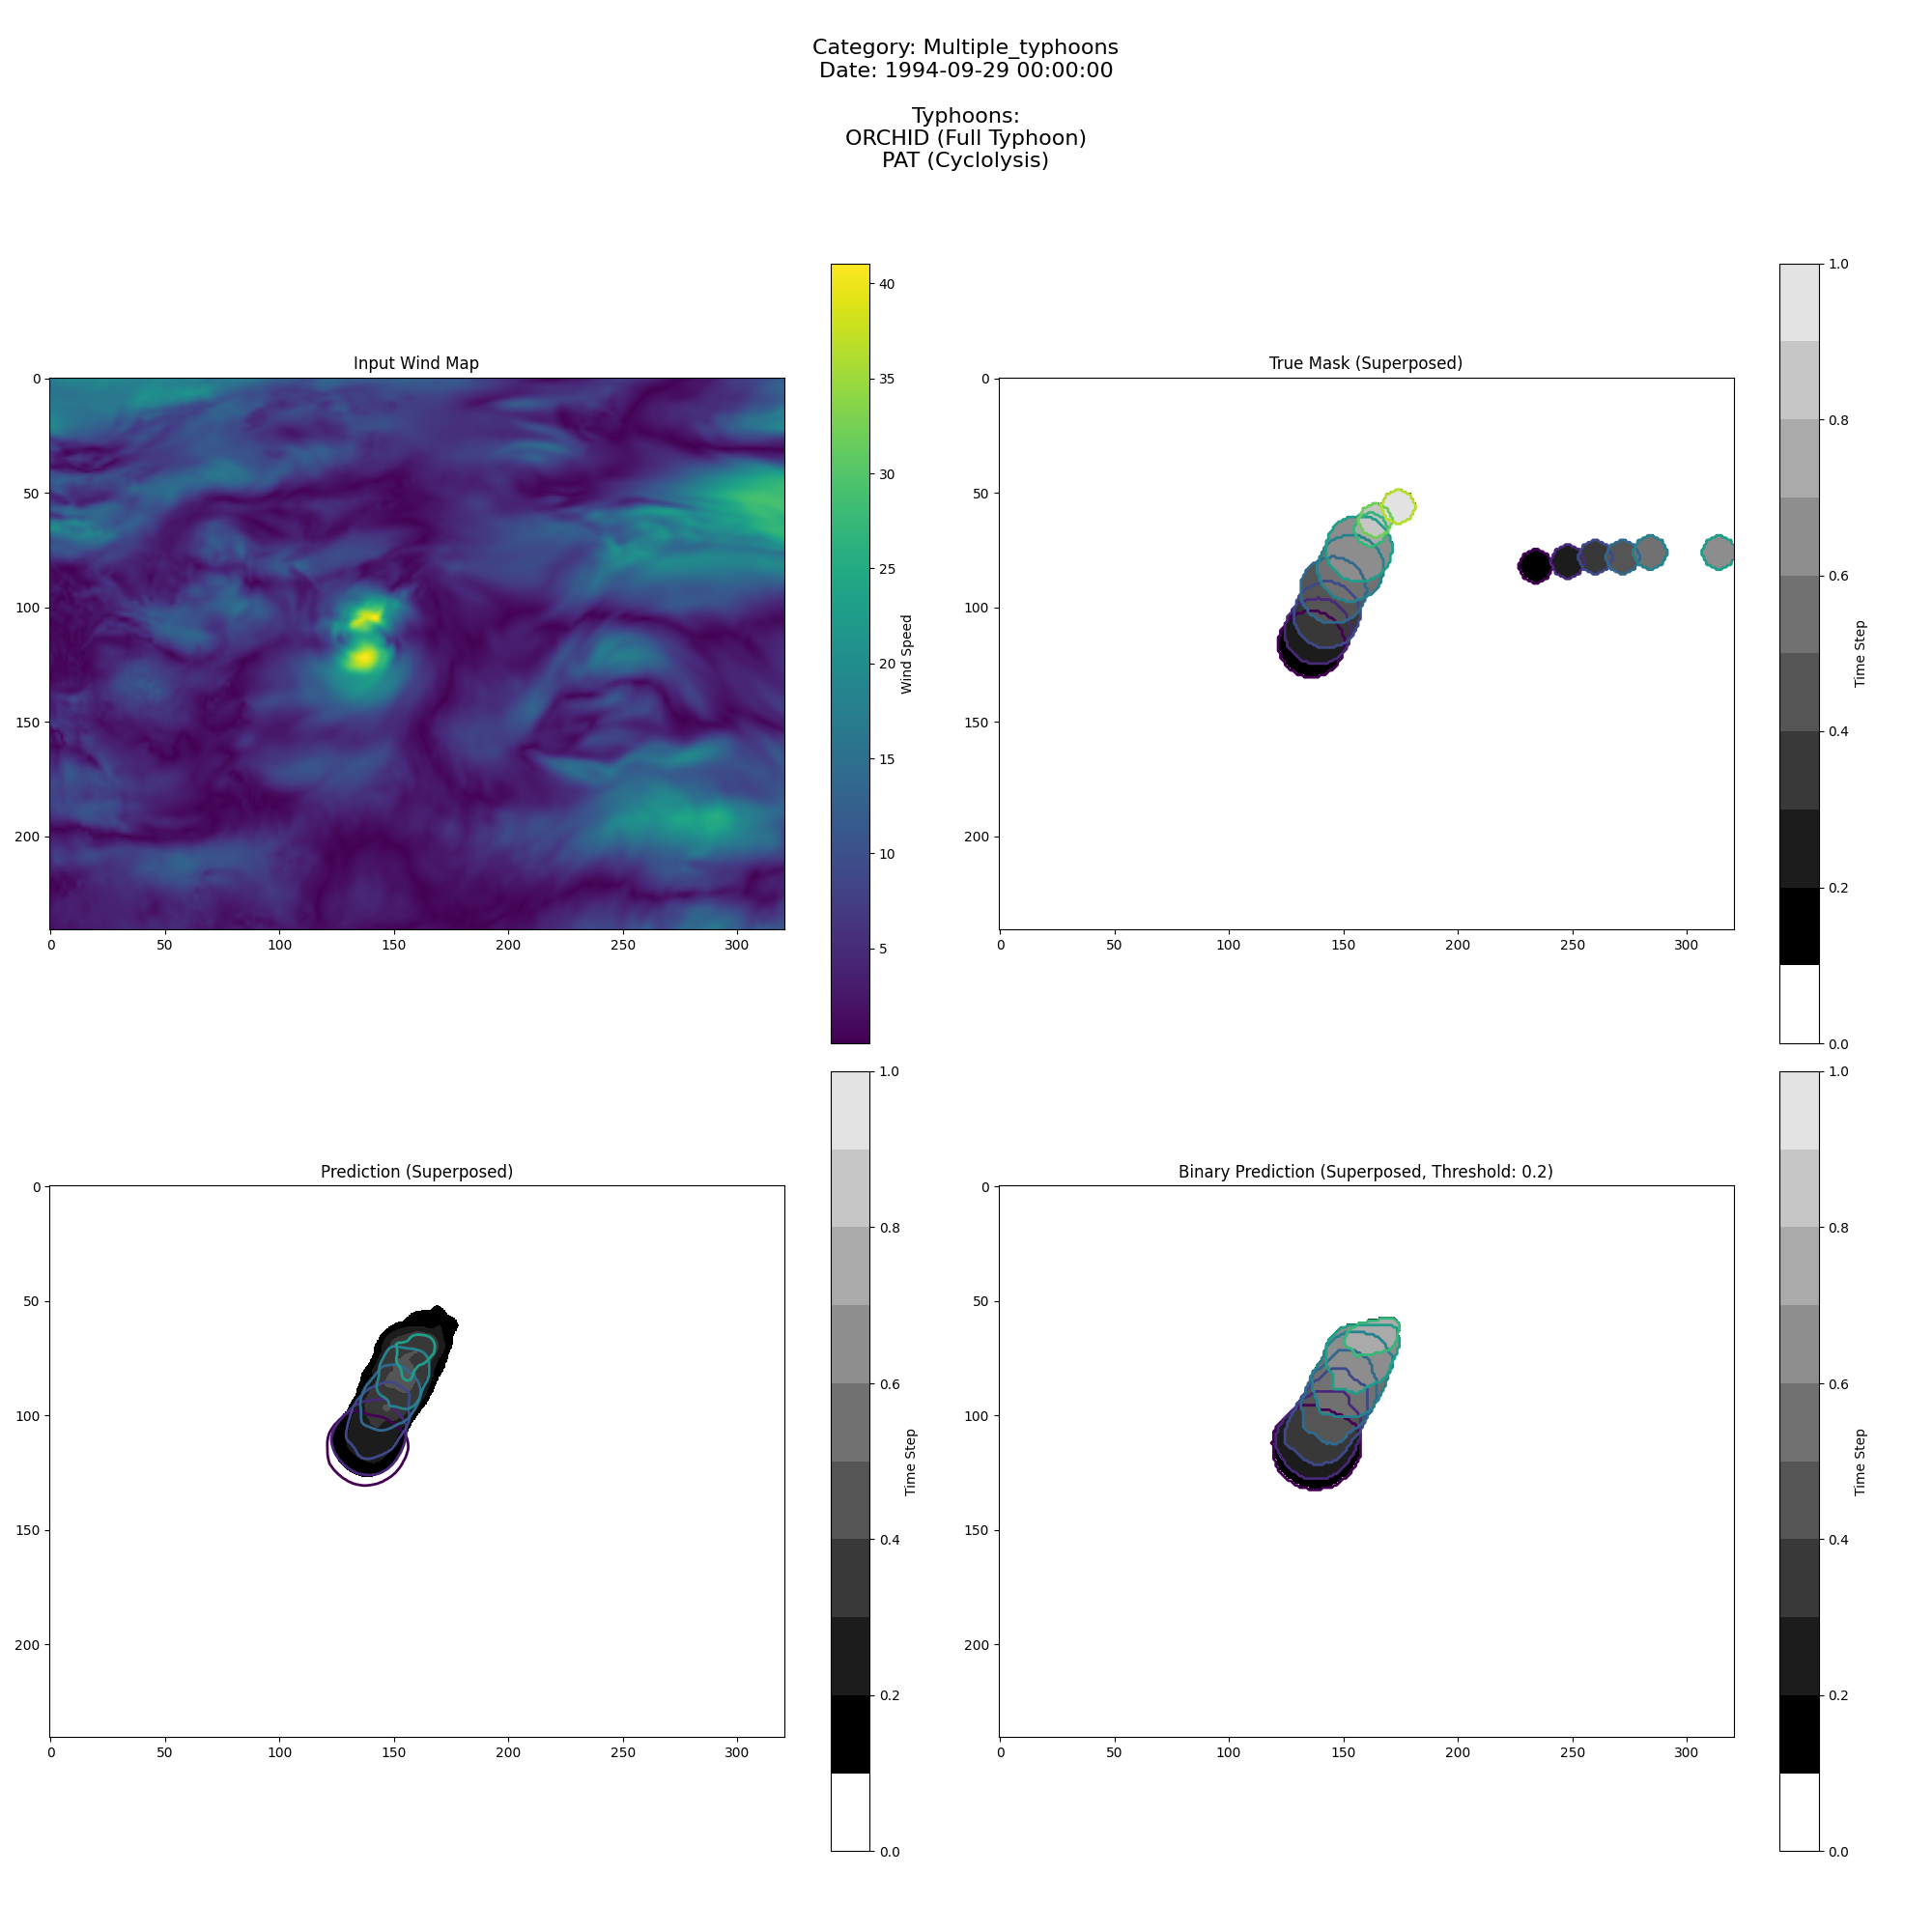 Category: Multiple_typhoons
Date: 1994-09-29 00:00:00
Typhoons:
ORCHID (Full Typhoon)
PAT (Cyclolysis)
Input Wind Map
0
50
100
150
200
0 50 100 150 200 250 300
40
35
30
25
20
15
10
5
Wind Speed
True Mask (Superposed)
0
50
100
150
200
0 50 100 150 200 250 300
1.0
0.8
0.6
0.4
0.2
0.0
Time Step
Prediction (Superposed)
0
50
100
150
200
0 50 100 150 200 250 300
1.0
0.8
0.6
0.4
0.2
0.0
Time Step
Binary Prediction (Superposed, Threshold: 0.2)
0
50
100
150
200
0 50 100 150 200 250 300
1.0
0.8
0.6
0.4
0.2
0.0
Time Step